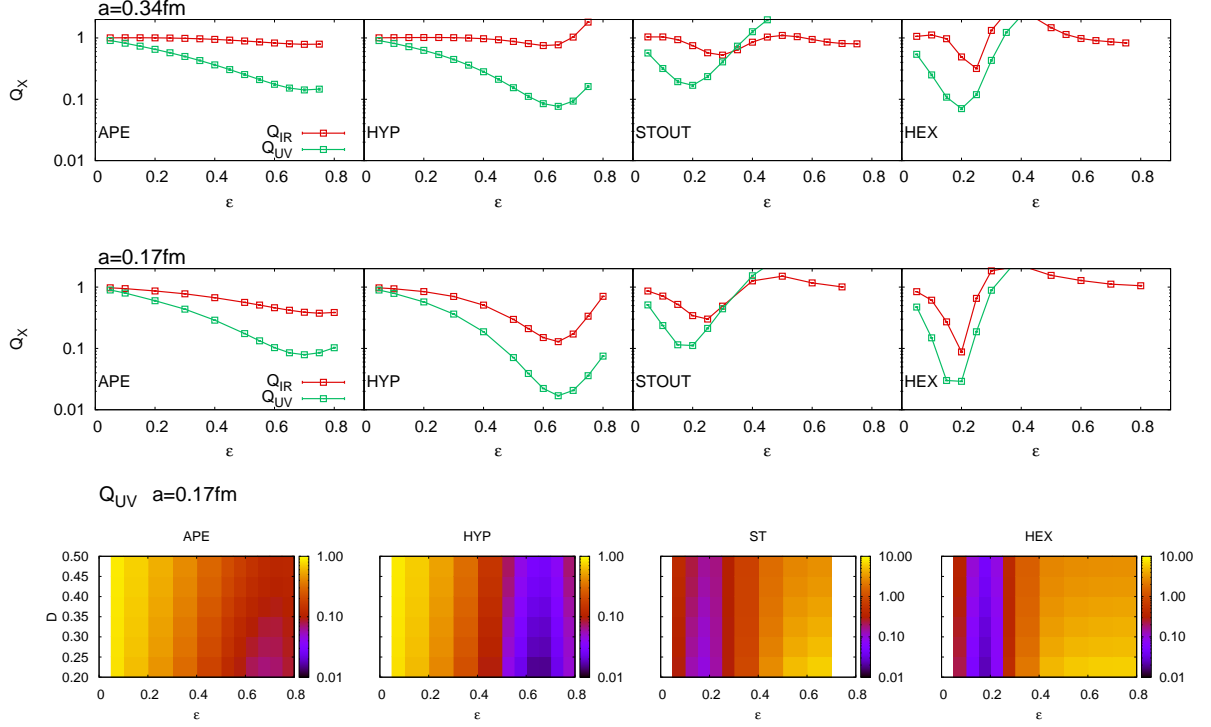 a=0.34fm
1
0.1
0.01
Q_X
APE
Q_IR
Q_UV
HYP
STOUT
HEX
0 0.2 0.4 0.6 0.8
0 0.2 0.4 0.6 0.8
0 0.2 0.4 0.6 0.8
0 0.2 0.4 0.6 0.8
ε ε ε ε
a=0.17fm
1
0.1
0.01
Q_X
APE
Q_IR
Q_UV
HYP
STOUT
HEX
0 0.2 0.4 0.6 0.8
0 0.2 0.4 0.6 0.8
0 0.2 0.4 0.6 0.8
0 0.2 0.4 0.6 0.8
ε ε ε ε
Q_UV a=0.17fm
APE
0.50
0.45
0.40
0.35
0.30
0.25
0.20
D
0 0.2 0.4 0.6 0.8
ε
1.00
0.10
0.01
HYP
0 0.2 0.4 0.6 0.8
ε
1.00
0.10
0.01
ST
0 0.2 0.4 0.6 0.8
ε
10.00
1.00
0.10
0.01
HEX
0 0.2 0.4 0.6 0.8
ε
10.00
1.00
0.10
0.01